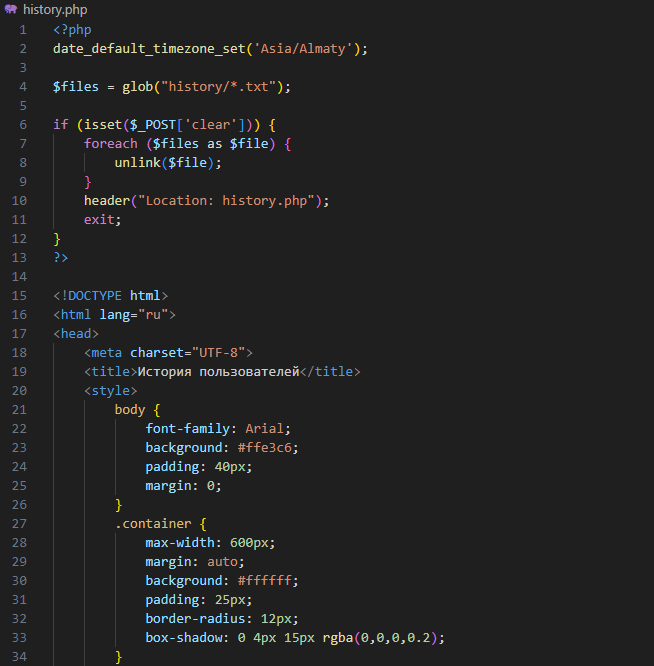 history.php
1 <?php
2 date_default_timezone_set('Asia/Almaty');
3
4 $files = glob("history/*.txt");
5
6 if (isset($_POST['clear'])) {
7     foreach ($files as $file) {
8         unlink($file);
9     }
10     header("Location: history.php");
11     exit;
12 }
13 ?>
14
15 <!DOCTYPE html>
16 <html lang="ru">
17 <head>
18     <meta charset="UTF-8">
19     <title>История пользователей</title>
20     <style>
21         body {
22             font-family: Arial;
23             background: #ffe3c6;
24             padding: 40px;
25             margin: 0;
26         }
27         .container {
28             max-width: 600px;
29             margin: auto;
30             background: #ffffff;
31             padding: 25px;
32             border-radius: 12px;
33             box-shadow: 0 4px 15px rgba(0,0,0,0.2);
34         }